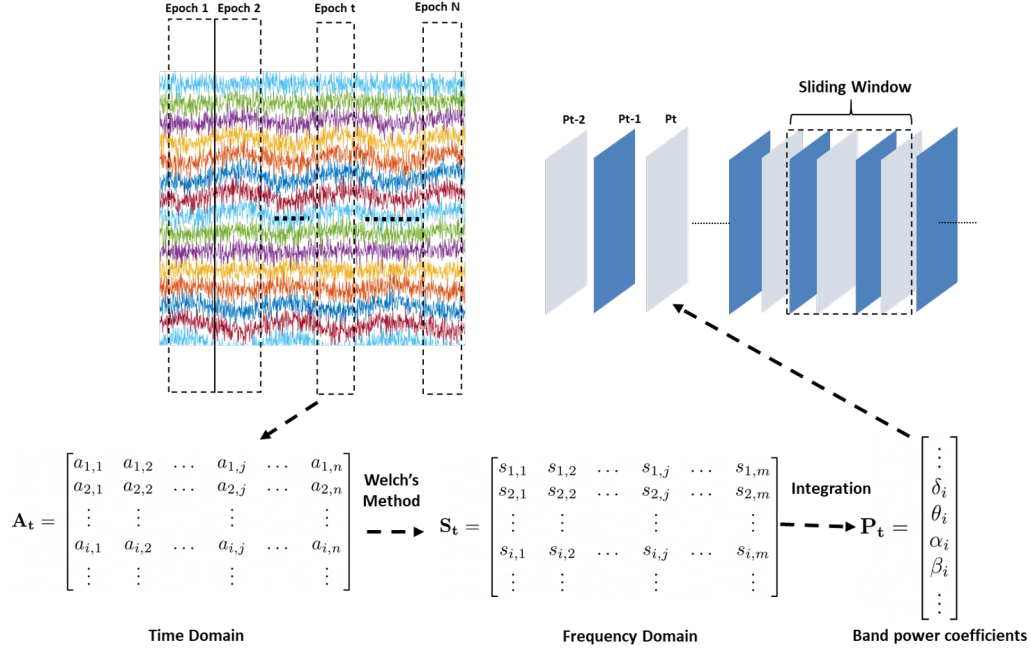 Epoch 1 Epoch 2 Epoch t Epoch N
Sliding Window
Pt-2 Pt-1 Pt
A_t = [a_{1,1} a_{1,2} ⋯ a_{1,j} ⋯ a_{1,n}
a_{2,1} a_{2,2} ⋯ a_{2,j} ⋯ a_{2,n}
⋮ ⋮ ⋯ ⋮ ⋯ ⋮
a_{i,1} a_{i,2} ⋯ a_{i,j} ⋯ a_{i,n}
⋮ ⋮ ⋯ ⋮ ⋯ ⋮]
Time Domain
Welch's
Method
S_t = [s_{1,1} s_{1,2} ⋯ s_{1,j} ⋯ s_{1,m}
s_{2,1} s_{2,2} ⋯ s_{2,j} ⋯ s_{2,m}
⋮ ⋮ ⋯ ⋮ ⋯ ⋮
s_{i,1} s_{i,2} ⋯ s_{i,j} ⋯ s_{i,m}
⋮ ⋮ ⋯ ⋮ ⋯ ⋮]
Frequency Domain
Integration
P_t = [⋮
δ_i
θ_i
α_i
β_i
⋮]
Band power coefficients